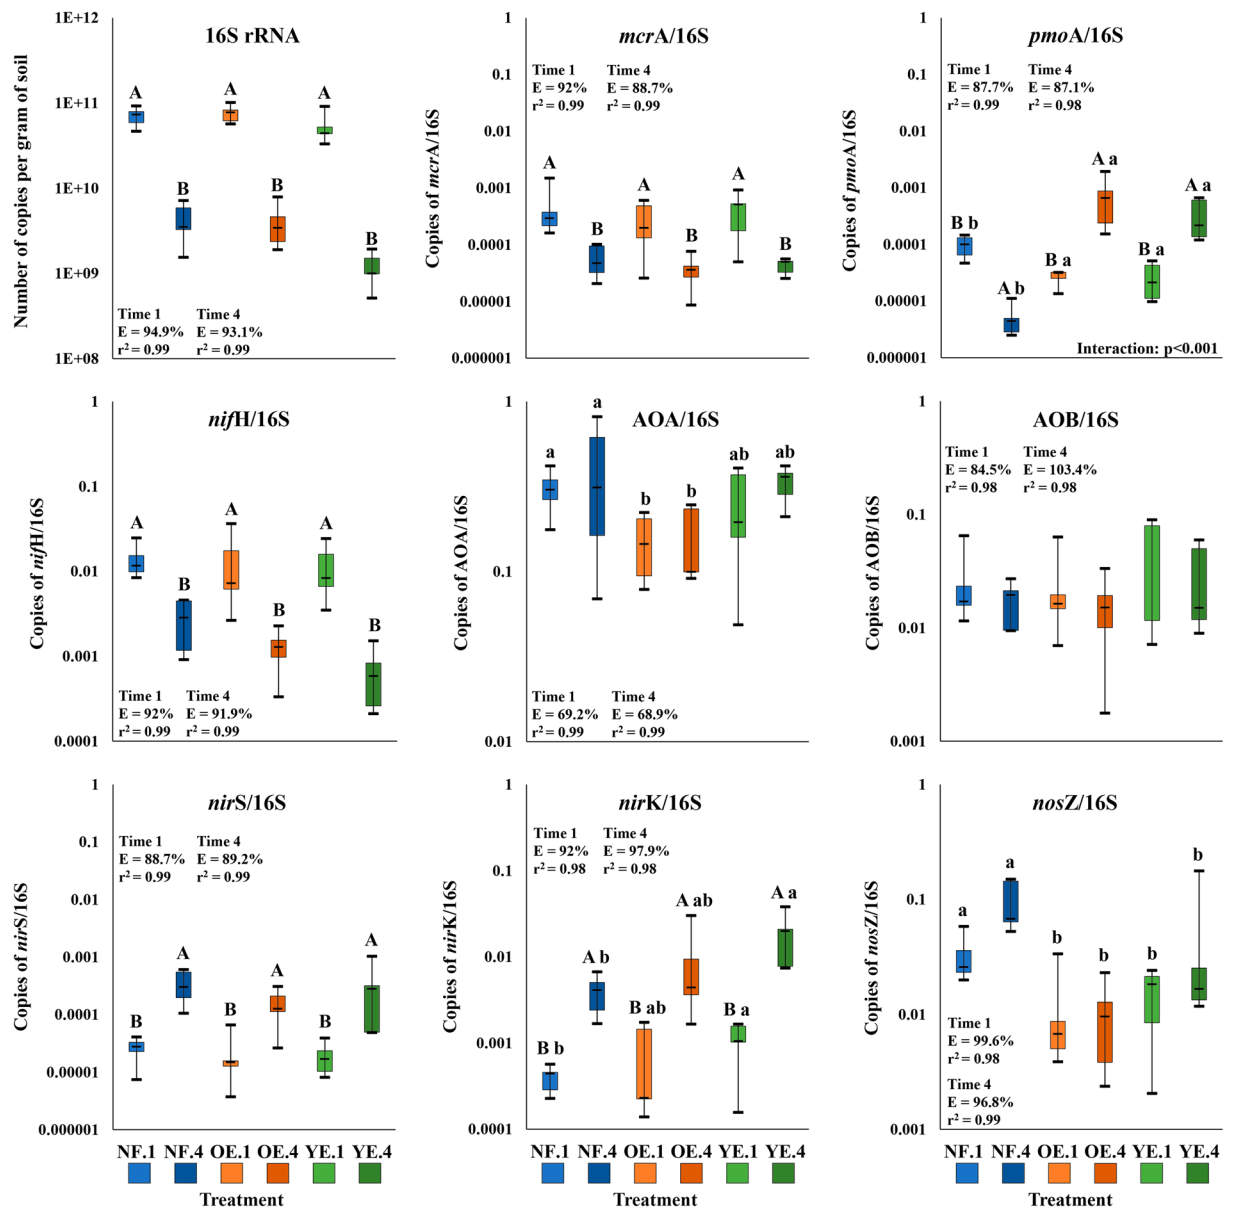 16S rRNA
Number of copies per gram of soil
1E+12
1E+11
1E+10
1E+09
1E+08
A
B
A
B
A
B
Time 1 Time 4
E = 94.9% E = 93.1%
r² = 0.99 r² = 0.99
mcrA/16S
Copies of mcrA/16S
1
0.1
0.01
0.001
0.0001
0.00001
0.000001
Time 1 Time 4
E = 92% E = 88.7%
r² = 0.99 r² = 0.99
A
B
A
B
A
B
pmoA/16S
Copies of pmoA/16S
1
0.1
0.01
0.001
0.0001
0.00001
0.000001
Time 1 Time 4
E = 87.7% E = 87.1%
r² = 0.99 r² = 0.98
B b
A b
B a
A a
B a
A a
Interaction: p<0.001
nifH/16S
Copies of nifH/16S
1
0.1
0.01
0.001
0.0001
A
B
A
B
A
B
Time 1 Time 4
E = 92% E = 91.9%
r² = 0.99 r² = 0.99
AOA/16S
Copies of AOA/16S
1
0.1
0.01
a
a
b
b
ab
ab
Time 1 Time 4
E = 69.2% E = 68.9%
r² = 0.99 r² = 0.99
AOB/16S
Copies of AOB/16S
1
0.1
0.01
0.001
Time 1 Time 4
E = 84.5% E = 103.4%
r² = 0.98 r² = 0.98
nirS/16S
Copies of nirS/16S
1
0.1
0.01
0.001
0.0001
0.00001
0.000001
Time 1 Time 4
E = 88.7% E = 89.2%
r² = 0.99 r² = 0.99
B
A
B
A
B
A
NF.1 NF.4 OE.1 OE.4 YE.1 YE.4
Treatment
nirK/16S
Copies of nirK/16S
1
0.1
0.01
0.001
0.0001
Time 1 Time 4
E = 92% E = 97.9%
r² = 0.98 r² = 0.98
B b
A b
B ab
A ab
B a
A a
NF.1 NF.4 OE.1 OE.4 YE.1 YE.4
Treatment
nosZ/16S
Copies of nosZ/16S
1
0.1
0.01
0.001
a
a
b
b
b
b
Time 1
E = 99.6%
r² = 0.98
Time 4
E = 96.8%
r² = 0.99
NF.1 NF.4 OE.1 OE.4 YE.1 YE.4
Treatment